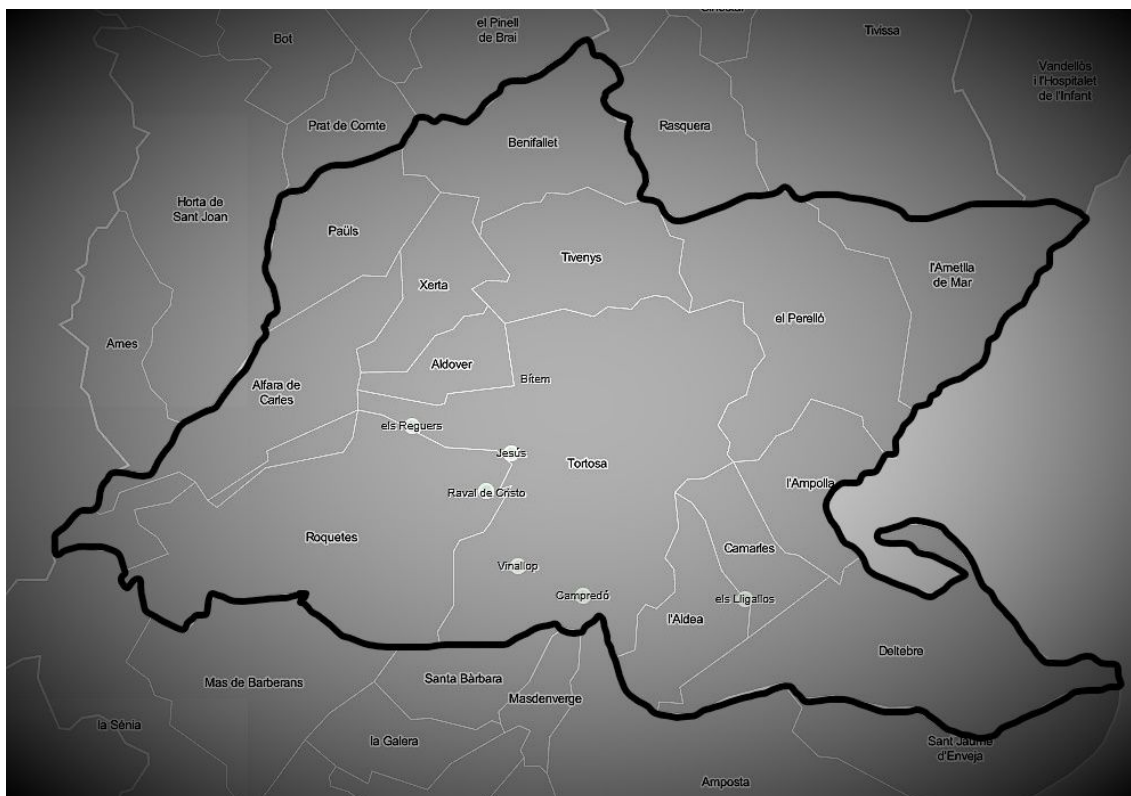 el Pinell
de Brai
Bot
Tivissa
Vandellòs
i l'Hospitalet
de l'Infant
Prat de Comte
Rasquera
Benifallet
Horta de
Sant Joan
Paüls
Tivenys
Xerta
l'Ametlla
de Mar
el Perelló
Arnes
Aldover
Bítem
Alfara de
Carles
els Reguers
Jesús
Tortosa
l'Ampolla
Raval de Cristo
Roquetes
Camarles
Vinallop
Campredó
els Lligallos
l'Aldea
Deltebre
Santa Bàrbara
Mas de Barberans
Masdenverge
la Sénia
la Galera
Sant Jaume
d'Enveja
Amposta